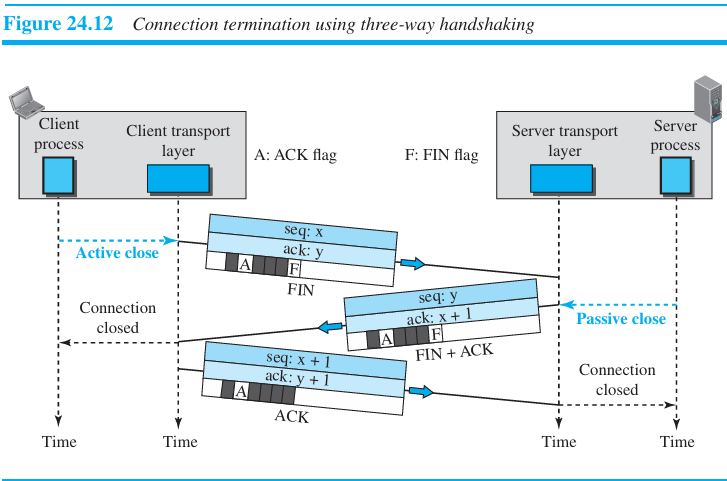 Figure 24.12 Connection termination using three-way handshaking
Client
process
Client transport
layer
A: ACK flag
F: FIN flag
Server transport
layer
Server
process
Active close
seq: x
ack: y
A
F
FIN
seq: y
ack: x + 1
A
F
FIN + ACK
Passive close
Connection
closed
seq: x + 1
ack: y + 1
A
ACK
Connection
closed
Time
Time
Time
Time